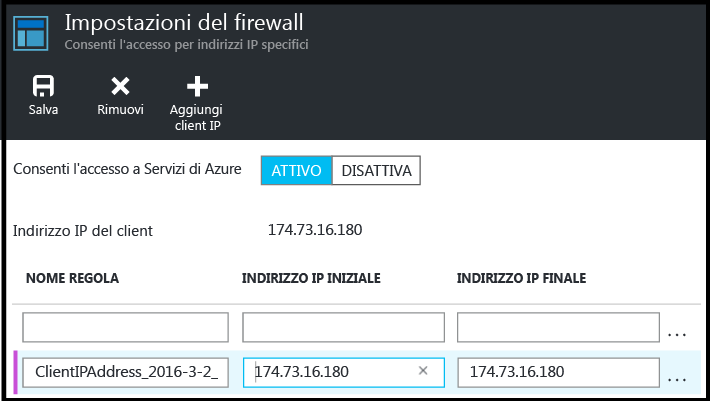 Impostazioni del firewall
Consenti l'accesso per indirizzi IP specifici
Salva
Rimuovi
Aggiungi
client IP
Consenti l'accesso a Servizi di Azure ATTIVO DISATTIVA
Indirizzo IP del client 174.73.16.180
NOME REGOLA INDIRIZZO IP INIZIALE INDIRIZZO IP FINALE
...
ClientIPAddress_2016-3-2_ 174.73.16.180 × 174.73.16.180 ...